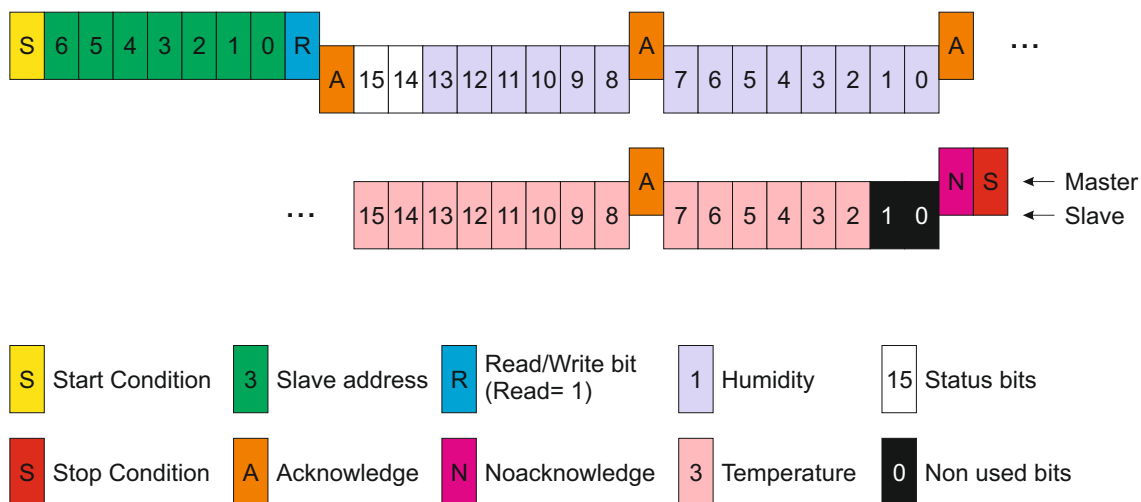 S 6 5 4 3 2 1 0 R A 15 14 13 12 11 10 9 8 A 7 6 5 4 3 2 1 0 A ...
... 15 14 13 12 11 10 9 8 A 7 6 5 4 3 2 1 0 N S ← Master
← Slave
S Start Condition 3 Slave address R Read/Write bit (Read= 1) 1 Humidity 15 Status bits
S Stop Condition A Acknowledge N Noacknowledge 3 Temperature 0 Non used bits